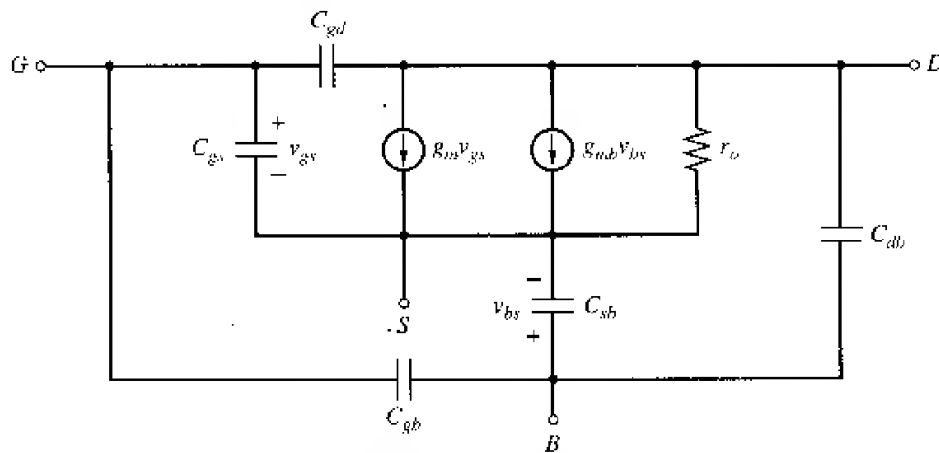 C_gd
G
D
+
C_gs
v_gs
−
g_m v_gs
g_mb v_bs
r_o
C_db
−
v_bs
C_sb
+
S
C_gb
B